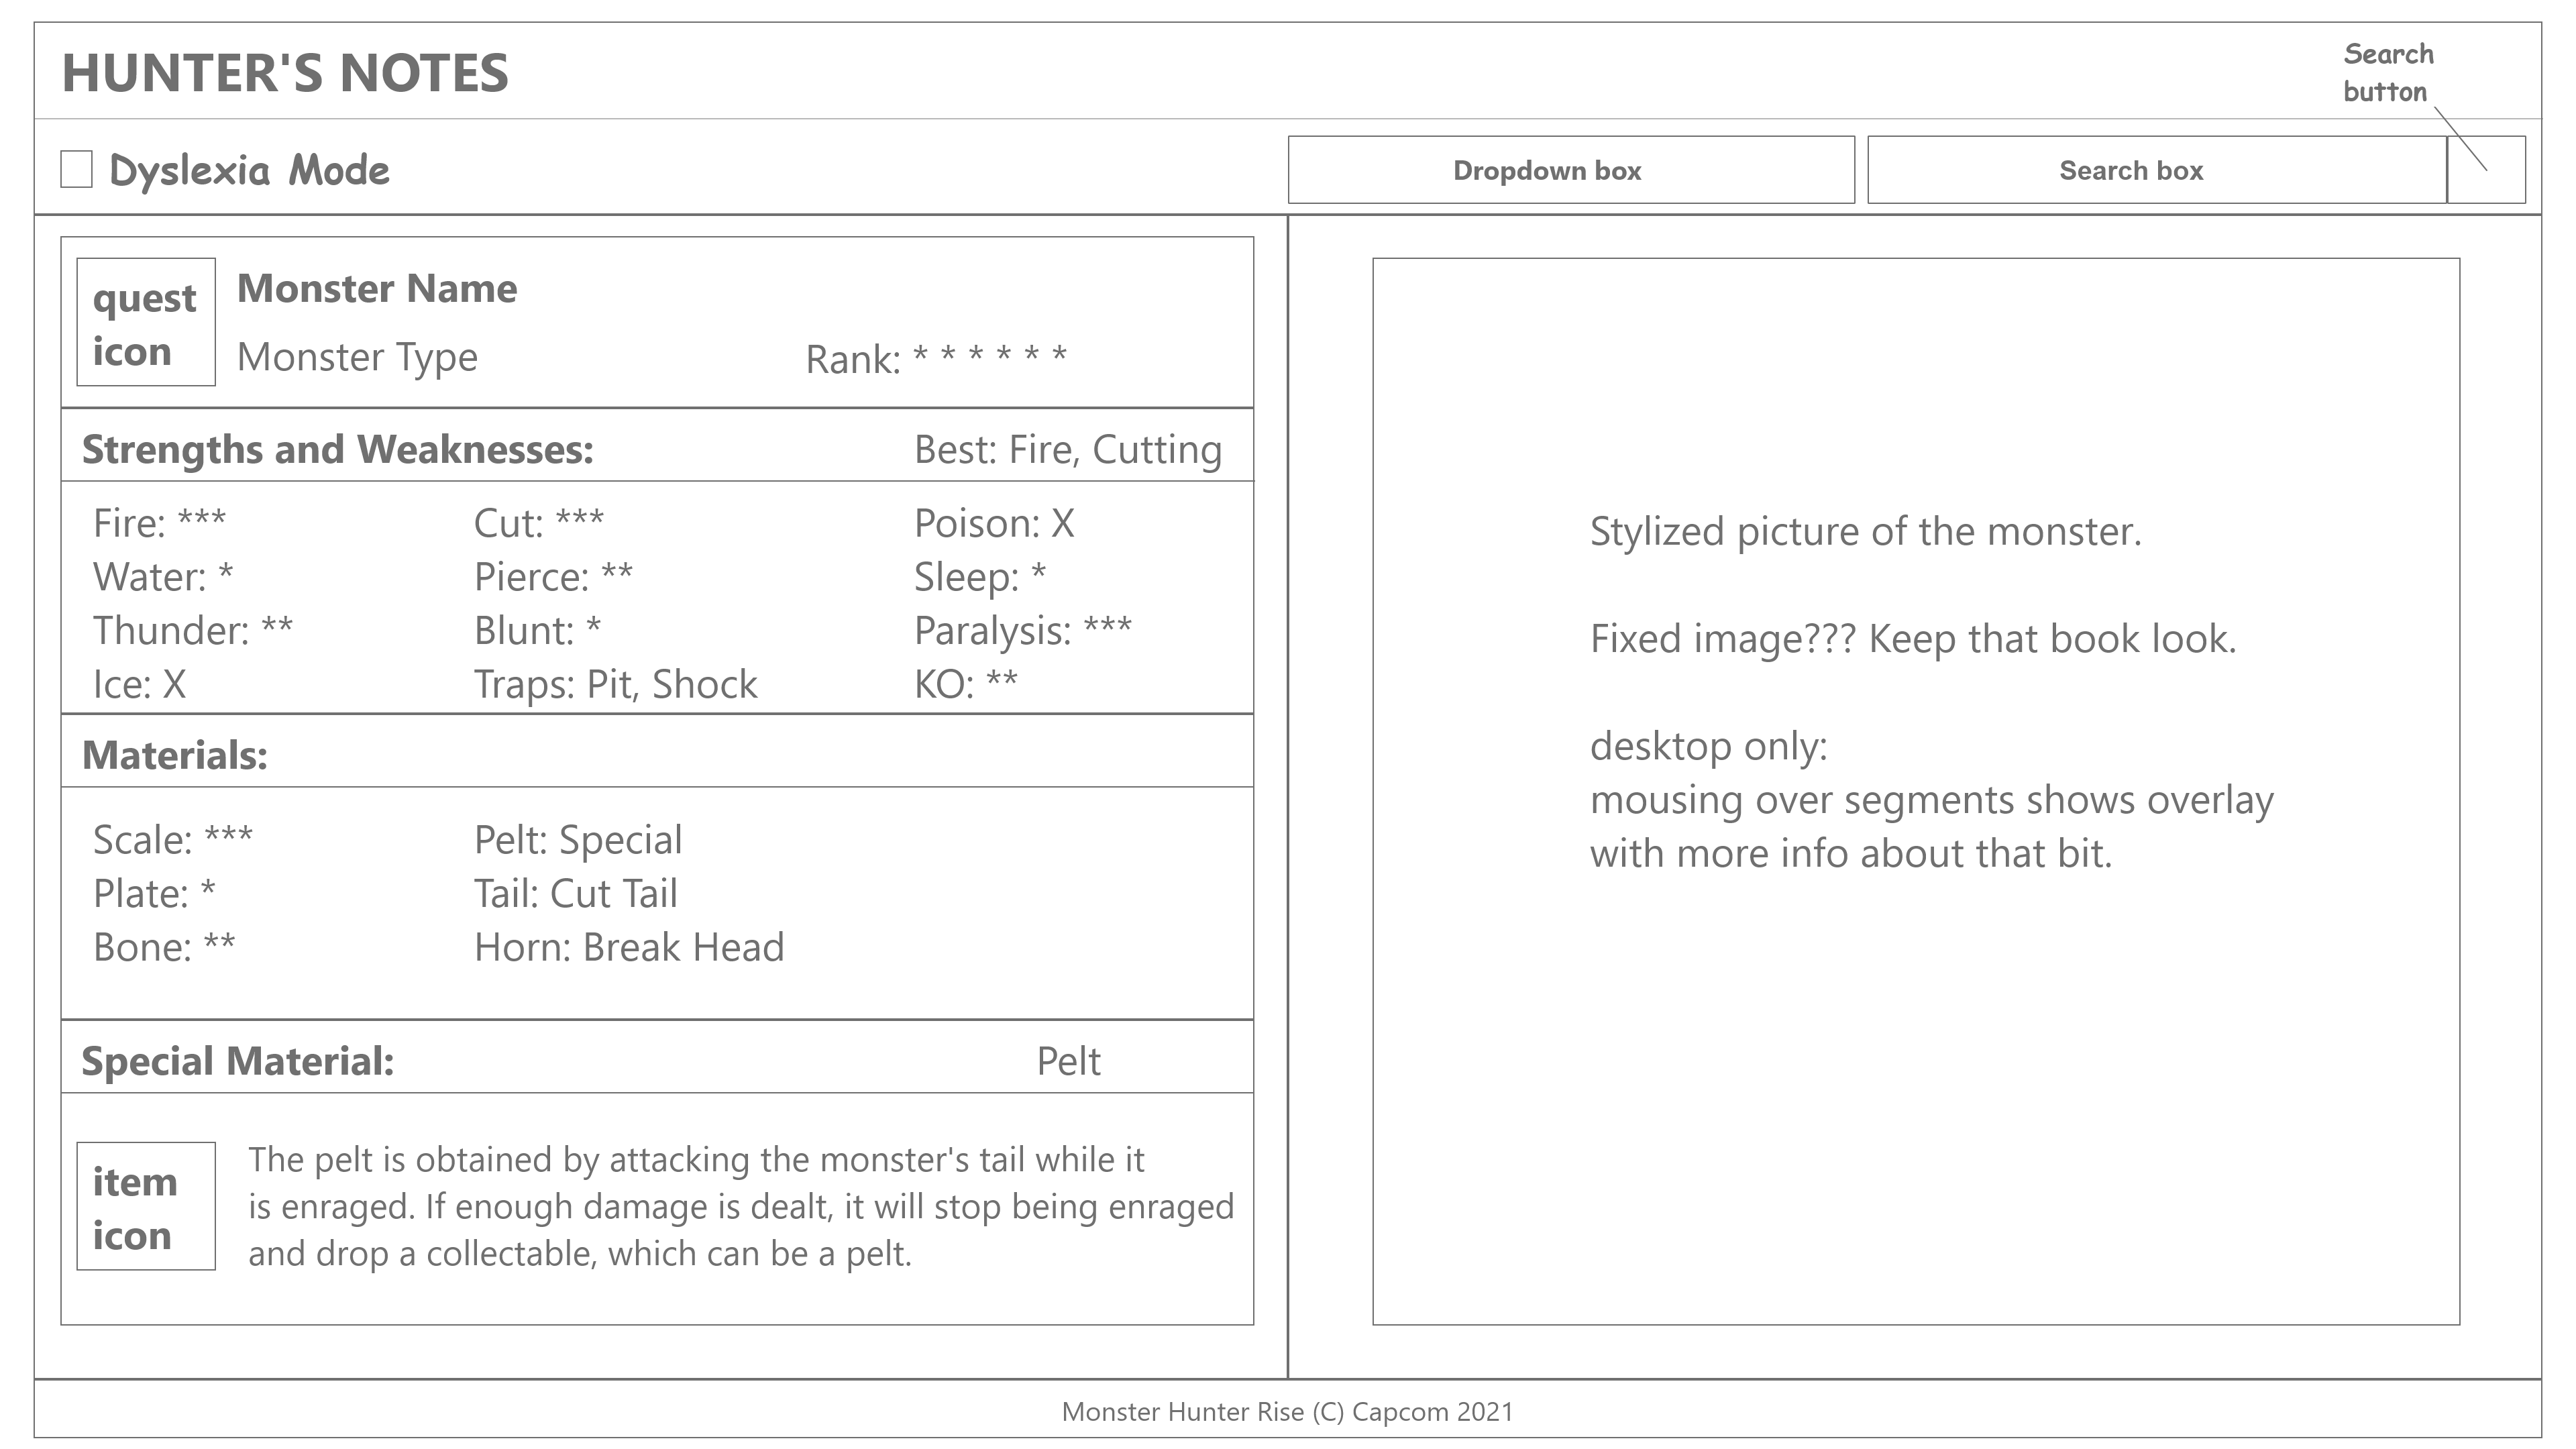 HUNTER'S NOTES
Search
button
Dyslexia Mode
Dropdown box
Search box
quest
icon
Monster Name
Monster Type
Rank: * * * * * *
Strengths and Weaknesses:
Best: Fire, Cutting
Fire: ***
Water: *
Thunder: **
Ice: X
Cut: ***
Pierce: **
Blunt: *
Traps: Pit, Shock
Poison: X
Sleep: *
Paralysis: ***
KO: **
Materials:
Scale: ***
Plate: *
Bone: **
Pelt: Special
Tail: Cut Tail
Horn: Break Head
Special Material:
Pelt
item
icon
The pelt is obtained by attacking the monster's tail while it
is enraged. If enough damage is dealt, it will stop being enraged
and drop a collectable, which can be a pelt.
Stylized picture of the monster.
Fixed image??? Keep that book look.
desktop only:
mousing over segments shows overlay
with more info about that bit.
Monster Hunter Rise (C) Capcom 2021